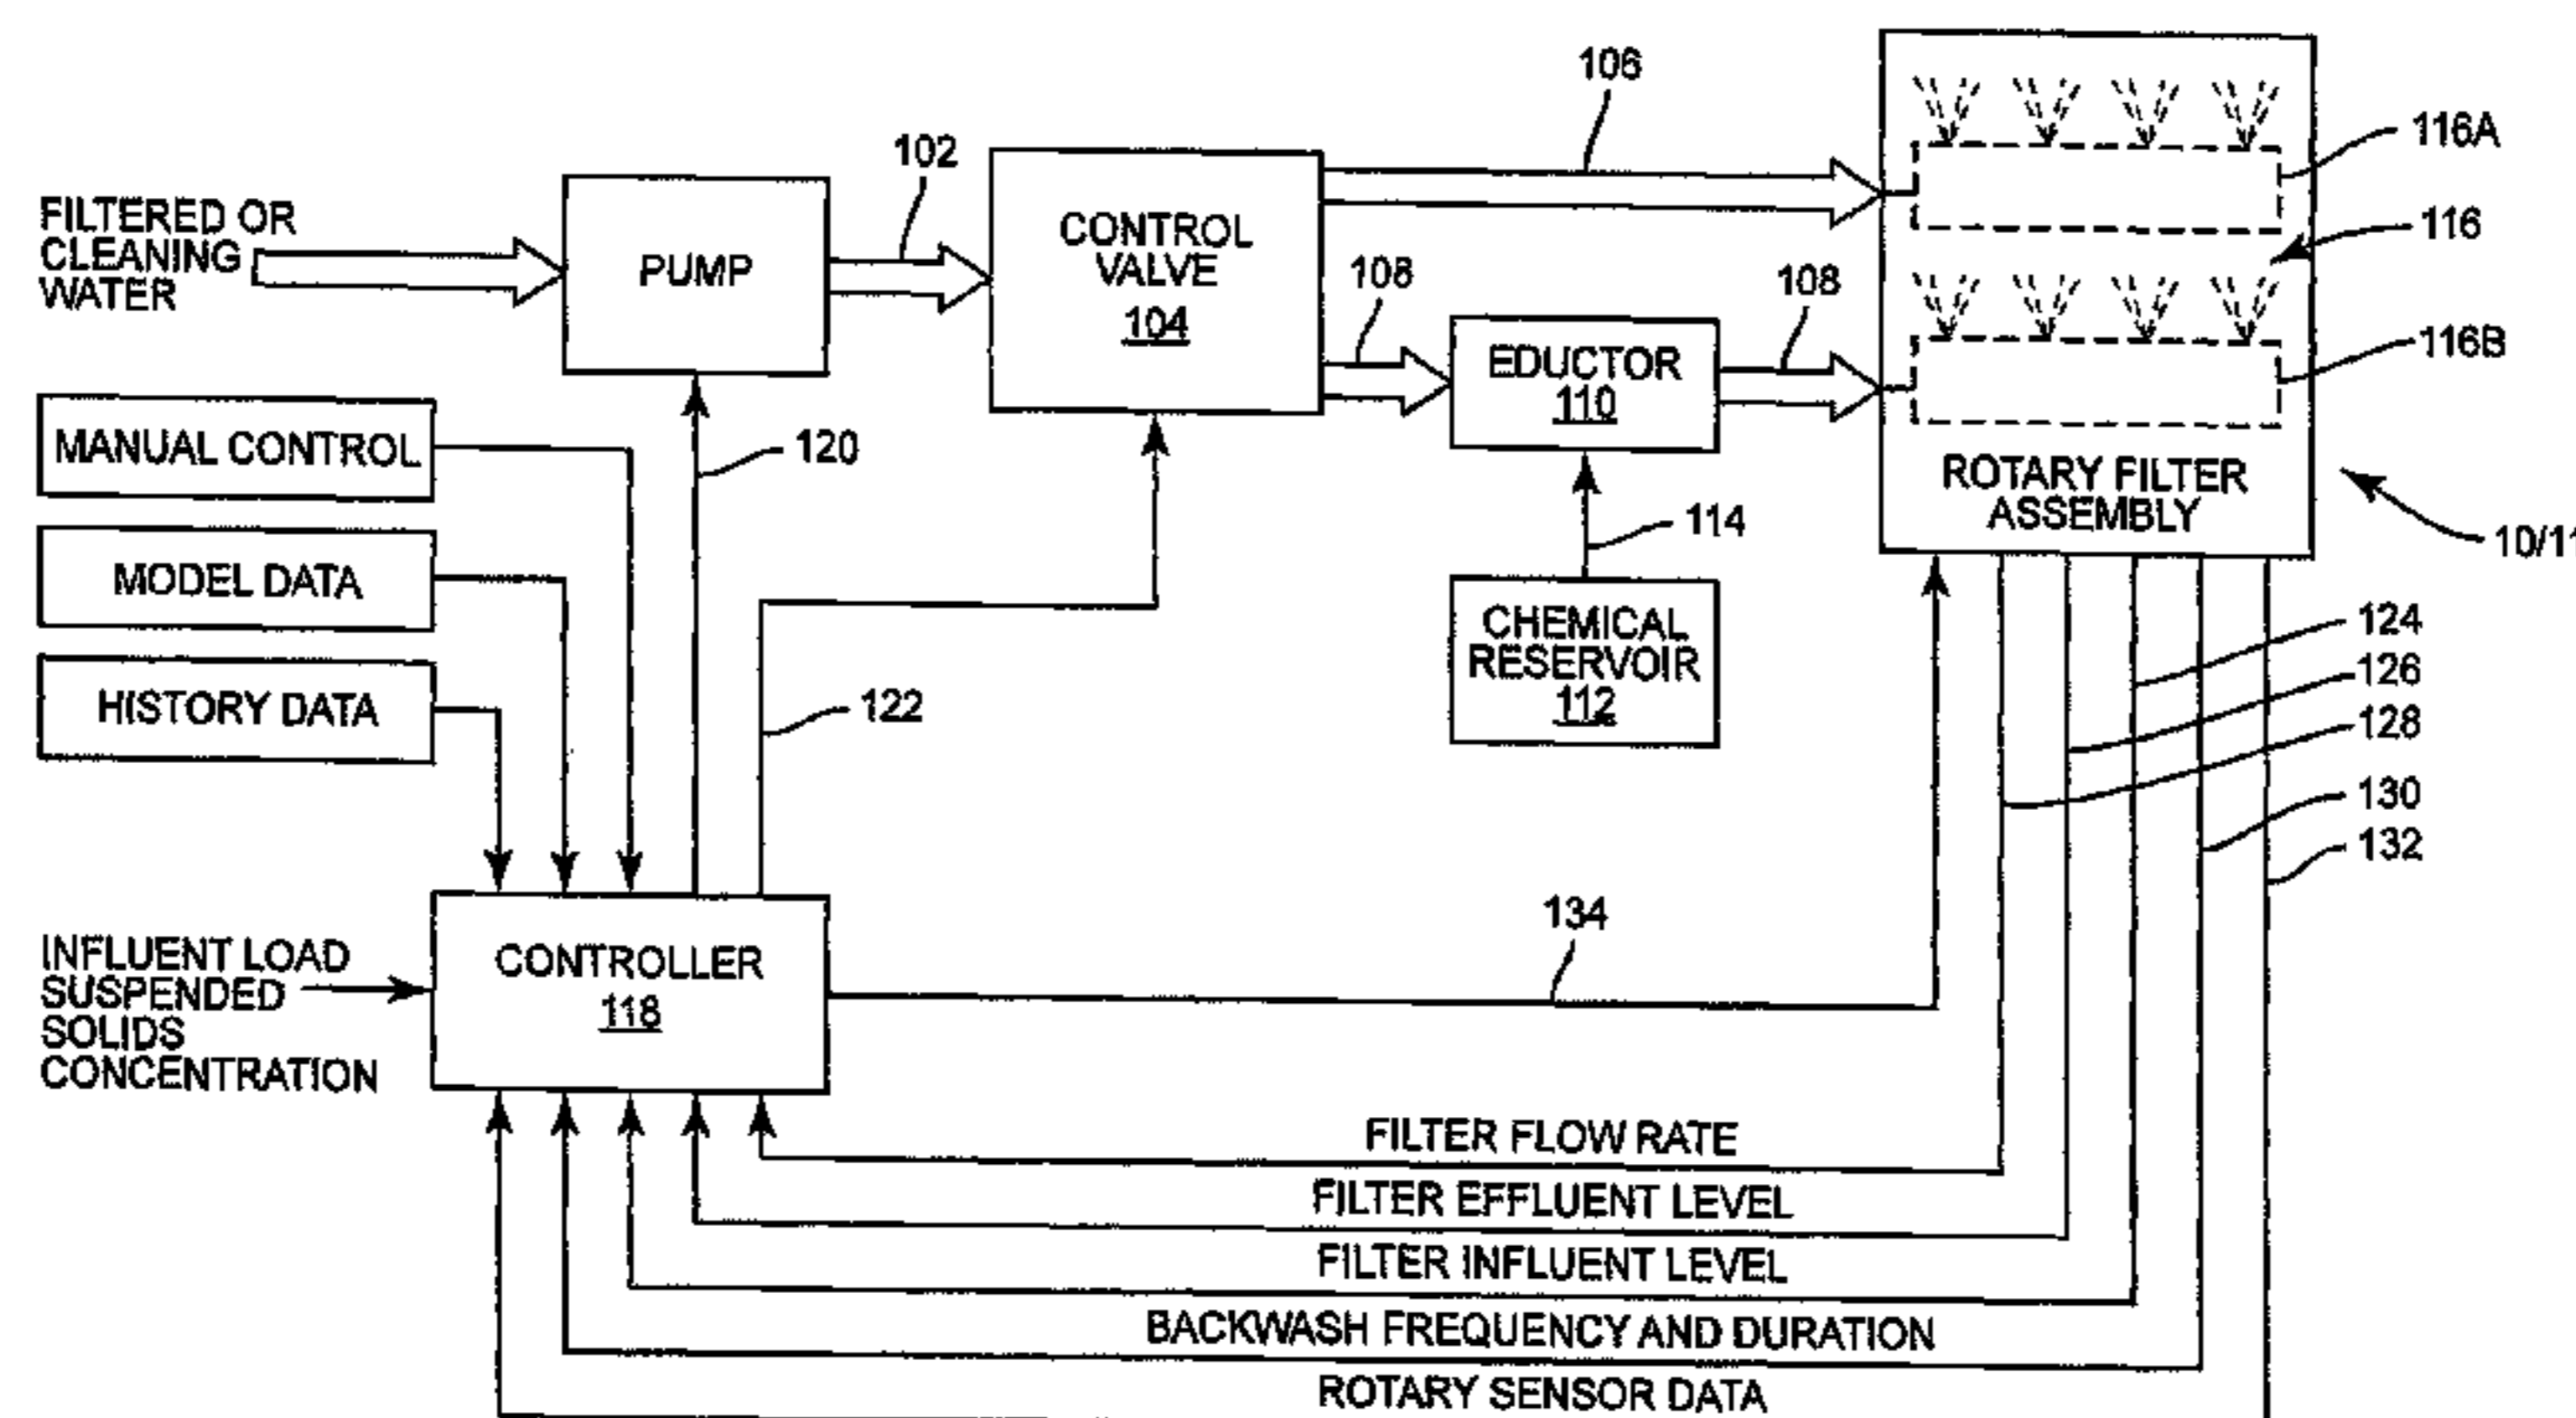 FILTERED OR
CLEANING
WATER
PUMP
102
CONTROL
VALVE
104
106
108
EDUCTOR
110
108
116A
116
116B
ROTARY FILTER
ASSEMBLY
10/11
MANUAL CONTROL
MODEL DATA
HISTORY DATA
120
122
114
CHEMICAL
RESERVOIR
112
124
126
128
130
132
INFLUENT LOAD
SUSPENDED
SOLIDS
CONCENTRATION
CONTROLLER
118
134
FILTER FLOW RATE
FILTER EFFLUENT LEVEL
FILTER INFLUENT LEVEL
BACKWASH FREQUENCY AND DURATION
ROTARY SENSOR DATA